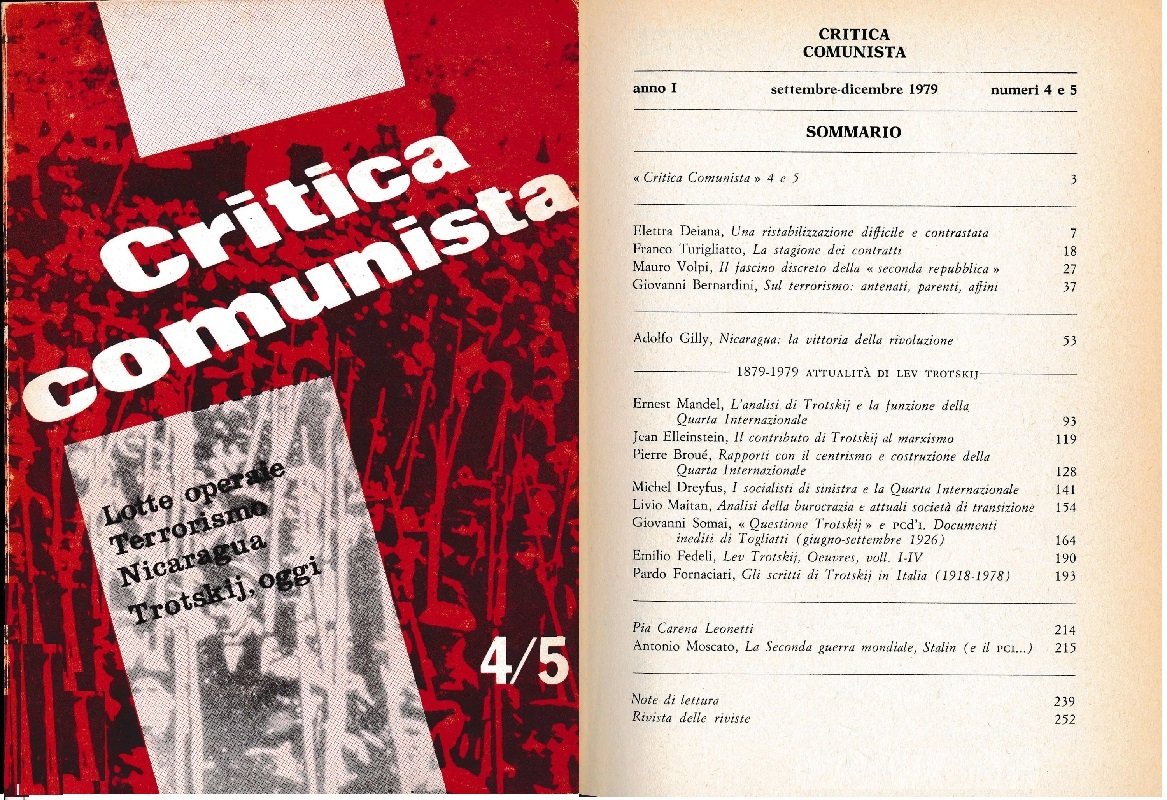 Critica
comunista
Lotte operaie
Terrorismo
Nicaragua
Trotskij, oggi
4/5
CRITICA
COMUNISTA
anno I settembre-dicembre 1979 numeri 4 e 5
SOMMARIO
« Critica Comunista » 4 e 5 3
Elettra Deiana, Una ristabilizzazione difficile e contrastata 7
Franco Turigliatto, La stagione dei contratti 18
Mauro Volpi, Il fascino discreto della « seconda repubblica » 27
Giovanni Bernardini, Sul terrorismo: antenati, parenti, affini 37
Adolfo Gilly, Nicaragua: la vittoria della rivoluzione 53
1879-1979 ATTUALITÀ DI LEV TROTSKIJ
Ernest Mandel, L'analisi di Trotskij e la funzione della
Quarta Internazionale 93
Jean Elleinstein, Il contributo di Trotskij al marxismo 119
Pierre Broué, Rapporti con il centrismo e costruzione della
Quarta Internazionale 128
Michel Dreyfus, I socialisti di sinistra e la Quarta Internazionale 141
Livio Maitan, Analisi della burocrazia e attuali società di transizione 154
Giovanni Somai, « Questione Trotskij » e PCD'I. Documenti
inediti di Togliatti (giugno-settembre 1926) 164
Emilio Fedeli, Lev Trotskij, Oeuvres, voll. I-IV 190
Pardo Fornaciari, Gli scritti di Trotskij in Italia (1918-1978) 193
Pia Carena Leonetti 214
Antonio Moscato, La Seconda guerra mondiale, Stalin (e il PCI...) 215
Note di lettura 239
Rivista delle riviste 252